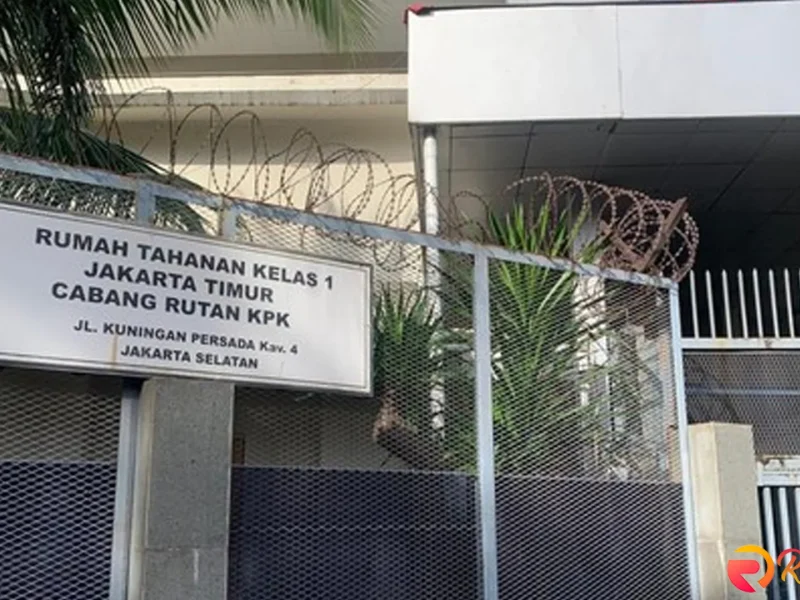 RUMAH TAHANAN KELAS 1
JAKARTA TIMUR
CABANG RUTAN KPK
JL. KUNINGAN PERSADA Kav. 4
JAKARTA SELATAN